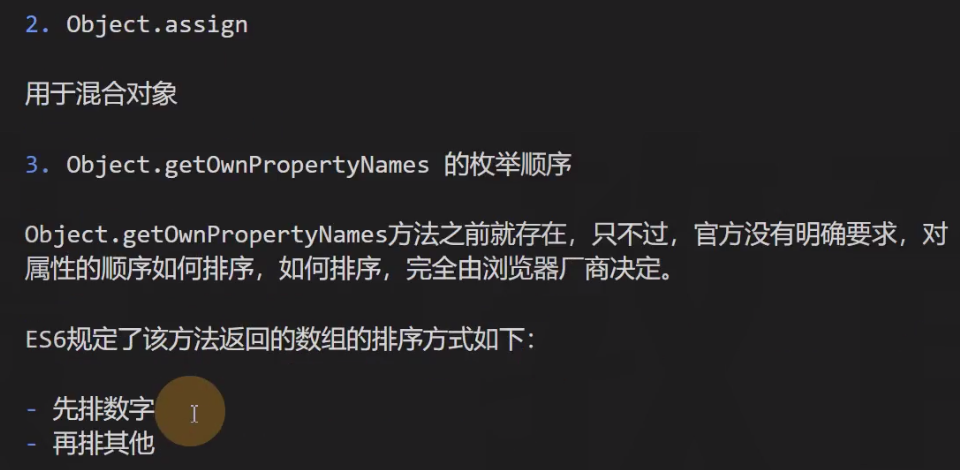 2. Object.assign
用于混合对象
3. Object.getOwnPropertyNames 的枚举顺序
Object.getOwnPropertyNames方法之前就存在，只不过，官方没有明确要求，对
属性的顺序如何排序，如何排序，完全由浏览器厂商决定。
ES6规定了该方法返回的数组的排序方式如下：
- 先排数字
- 再排其他